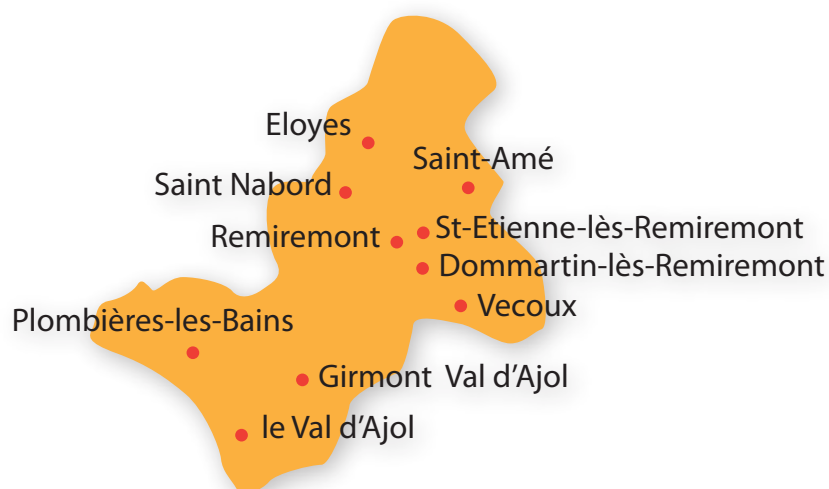 Eloyes
Saint-Amé
Saint Nabord
St-Etienne-lès-Remiremont
Remiremont
Dommartin-lès-Remiremont
Vecoux
Plombières-les-Bains
Girmont Val d'Ajol
le Val d'Ajol